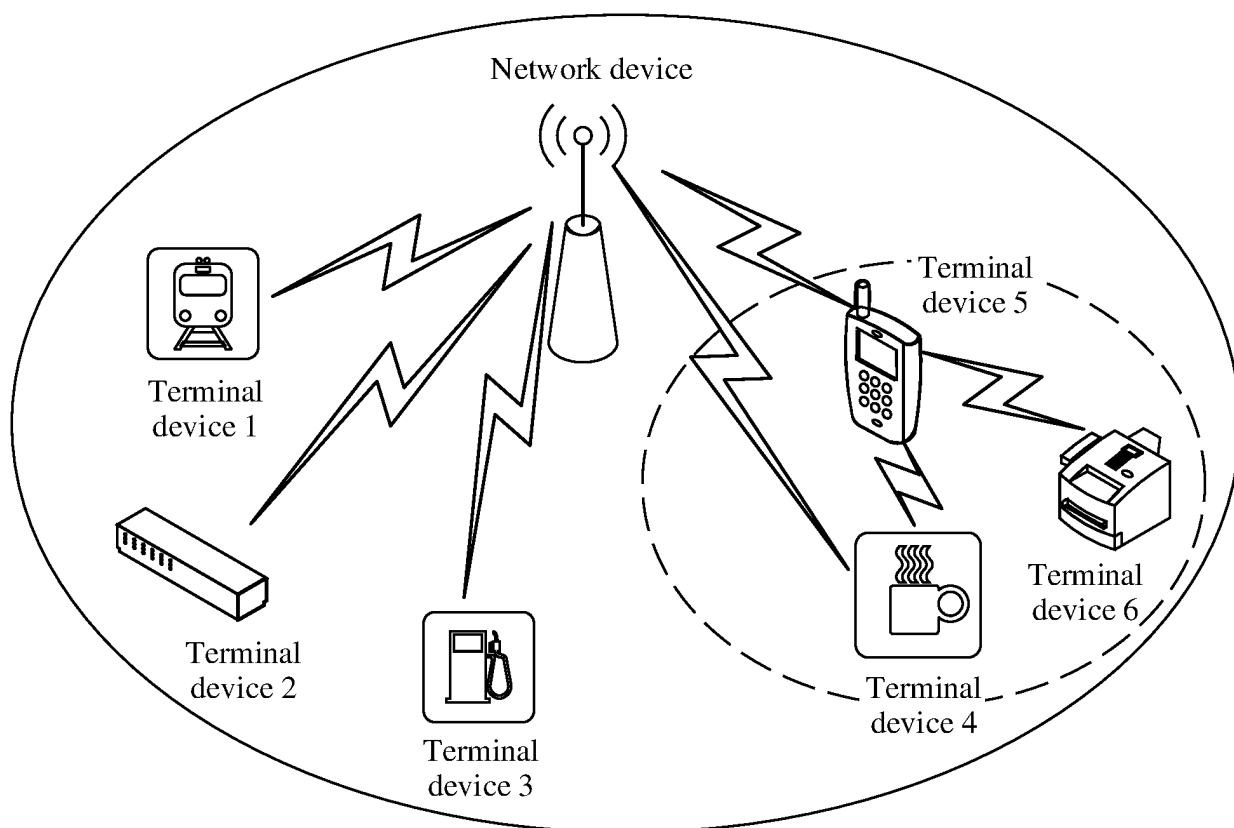 Network device
Terminal
device 5
Terminal
device 1
Terminal
device 6
Terminal
device 2
Terminal
device 4
Terminal
device 3